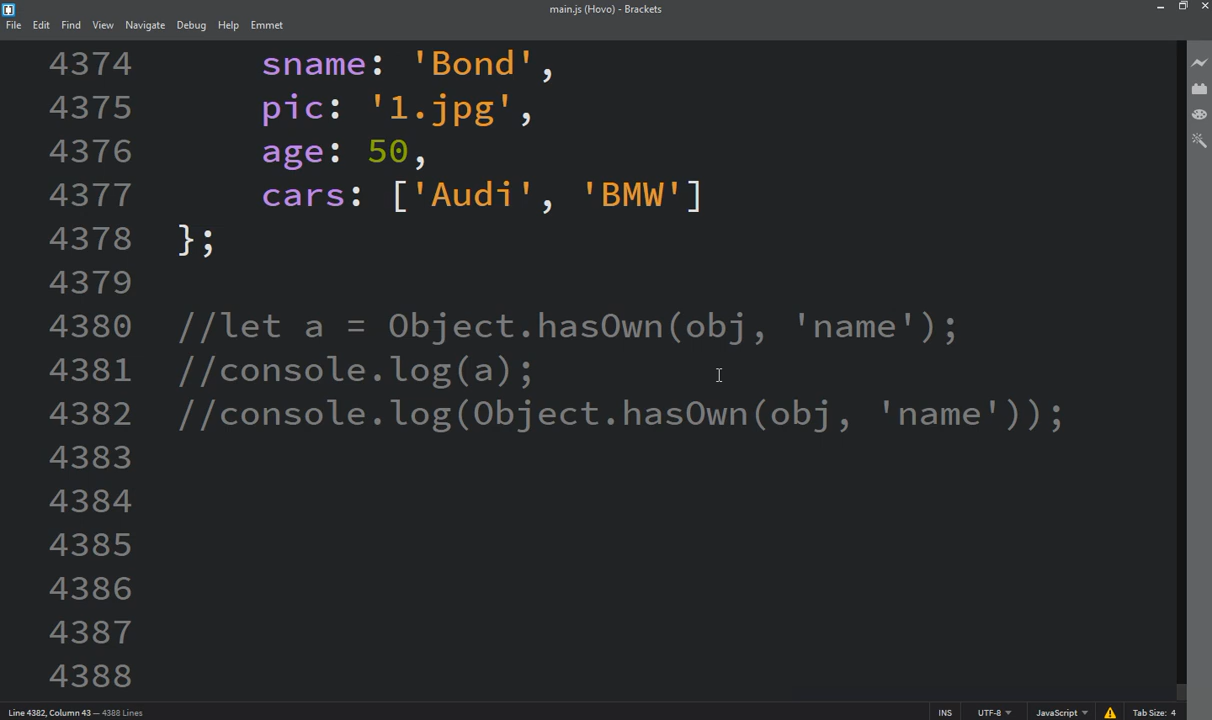 main.js (Hovo) - Brackets
File Edit Find View Navigate Debug Help Emmet
4374 sname: 'Bond',
4375 pic: '1.jpg',
4376 age: 50,
4377 cars: ['Audi', 'BMW']
4378 };
4379
4380 //let a = Object.hasOwn(obj, 'name');
4381 //console.log(a);
4382 //console.log(Object.hasOwn(obj, 'name'));
4383
4384
4385
4386
4387
4388
Line 4382, Column 43 — 4388 Lines INS UTF-8 JavaScript Tab Size: 4